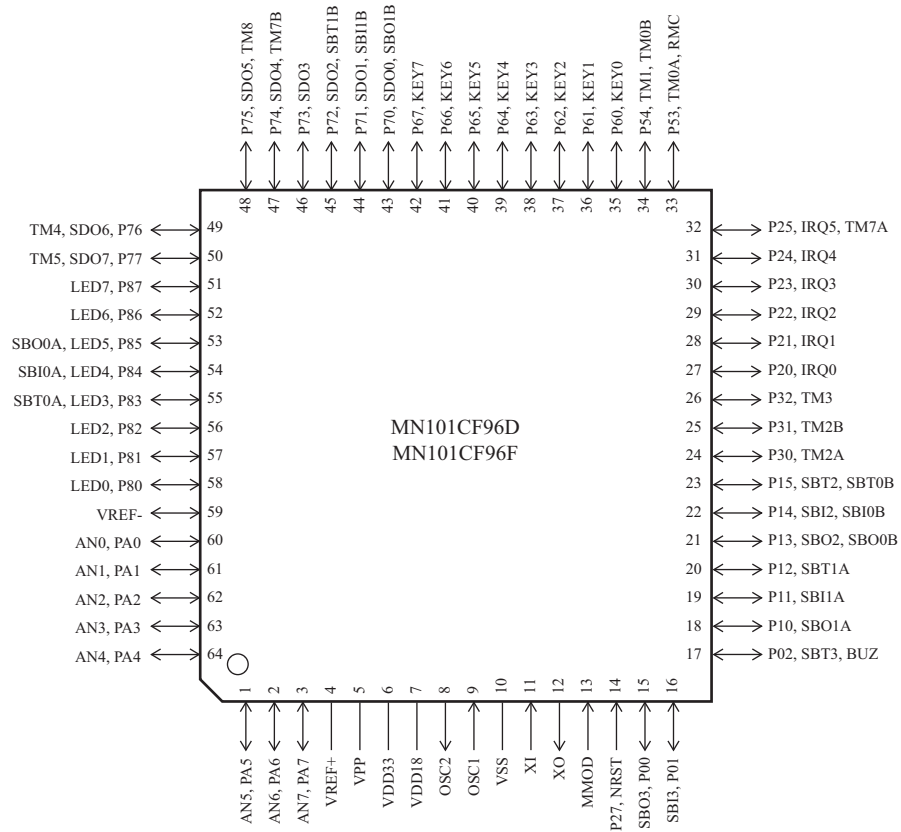 P75, SDO5, TM8
P74, SDO4, TM7B
P73, SDO3
P72, SDO2, SBT1B
P71, SDO1, SBI1B
P70, SDO0, SBO1B
P67, KEY7
P66, KEY6
P65, KEY5
P64, KEY4
P63, KEY3
P62, KEY2
P61, KEY1
P60, KEY0
P54, TM1, TM0B
P53, TM0A, RMC
48
47
46
45
44
43
42
41
40
39
38
37
36
35
34
33
TM4, SDO6, P76
49
TM5, SDO7, P77
50
LED7, P87
51
LED6, P86
52
SBO0A, LED5, P85
53
SBI0A, LED4, P84
54
SBT0A, LED3, P83
55
LED2, P82
56
LED1, P81
57
LED0, P80
58
VREF-
59
AN0, PA0
60
AN1, PA1
61
AN2, PA2
62
AN3, PA3
63
AN4, PA4
64
MN101CF96D
MN101CF96F
32
P25, IRQ5, TM7A
31
P24, IRQ4
30
P23, IRQ3
29
P22, IRQ2
28
P21, IRQ1
27
P20, IRQ0
26
P32, TM3
25
P31, TM2B
24
P30, TM2A
23
P15, SBT2, SBT0B
22
P14, SBI2, SBI0B
21
P13, SBO2, SBO0B
20
P12, SBT1A
19
P11, SBI1A
18
P10, SBO1A
17
P02, SBT3, BUZ
1
2
3
4
5
6
7
8
9
10
11
12
13
14
15
16
AN5, PA5
AN6, PA6
AN7, PA7
VREF+
VPP
VDD33
VDD18
OSC2
OSC1
VSS
XI
XO
MMOD
P27, NRST
SBO3, P00
SBI3, P01